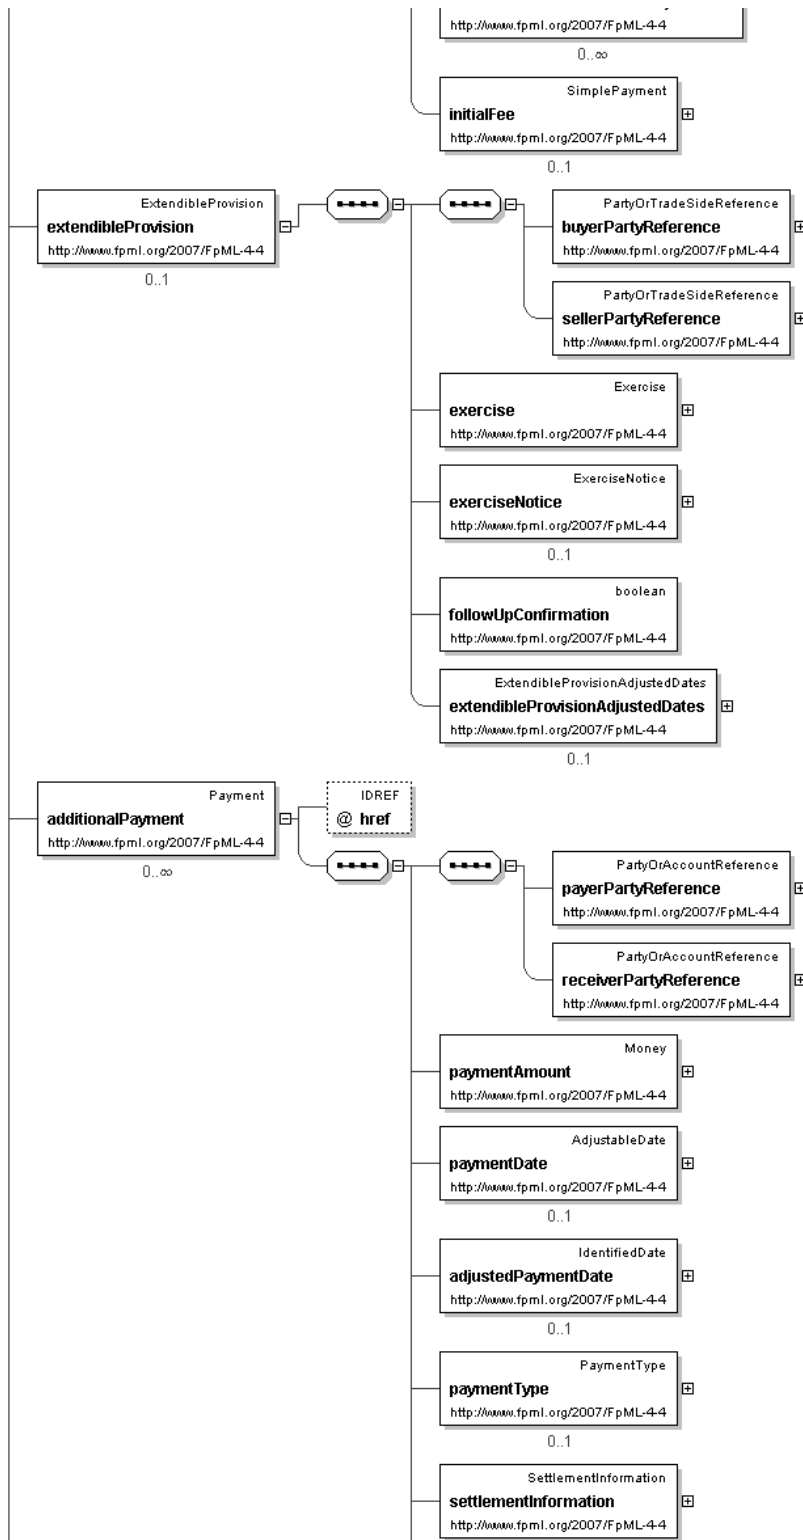 http://www.fpml.org/2007/FpML-4-4
0..∞
SimplePayment
initialFee
http://www.fpml.org/2007/FpML-4-4
0..1
ExtendibleProvision
extendibleProvision
http://www.fpml.org/2007/FpML-4-4
0..1
PartyOrTradeSideReference
buyerPartyReference
http://www.fpml.org/2007/FpML-4-4
PartyOrTradeSideReference
sellerPartyReference
http://www.fpml.org/2007/FpML-4-4
Exercise
exercise
http://www.fpml.org/2007/FpML-4-4
ExerciseNotice
exerciseNotice
http://www.fpml.org/2007/FpML-4-4
0..1
boolean
followUpConfirmation
http://www.fpml.org/2007/FpML-4-4
ExtendibleProvisionAdjustedDates
extendibleProvisionAdjustedDates
http://www.fpml.org/2007/FpML-4-4
0..1
Payment
additionalPayment
http://www.fpml.org/2007/FpML-4-4
0..∞
IDREF
@ href
PartyOrAccountReference
payerPartyReference
http://www.fpml.org/2007/FpML-4-4
PartyOrAccountReference
receiverPartyReference
http://www.fpml.org/2007/FpML-4-4
Money
paymentAmount
http://www.fpml.org/2007/FpML-4-4
AdjustableDate
paymentDate
http://www.fpml.org/2007/FpML-4-4
0..1
IdentifiedDate
adjustedPaymentDate
http://www.fpml.org/2007/FpML-4-4
0..1
PaymentType
paymentType
http://www.fpml.org/2007/FpML-4-4
0..1
SettlementInformation
settlementInformation
http://www.fpml.org/2007/FpML-4-4